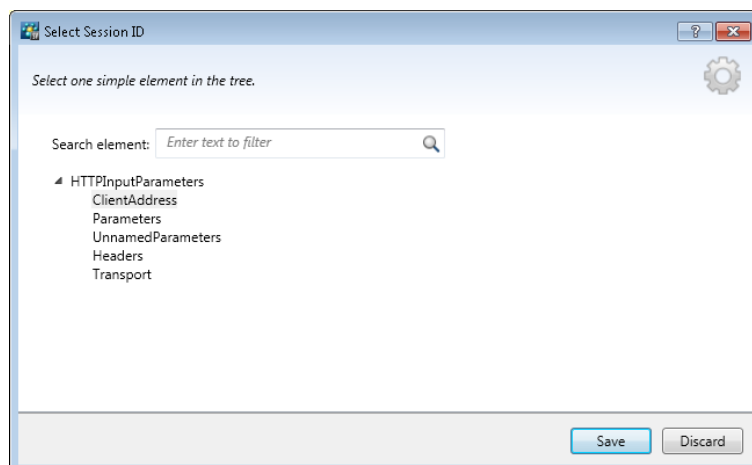 Select Session ID
Select one simple element in the tree.
Search element: Enter text to filter
HTTPInputParameters
ClientAddress
Parameters
UnnamedParameters
Headers
Transport
Save Discard